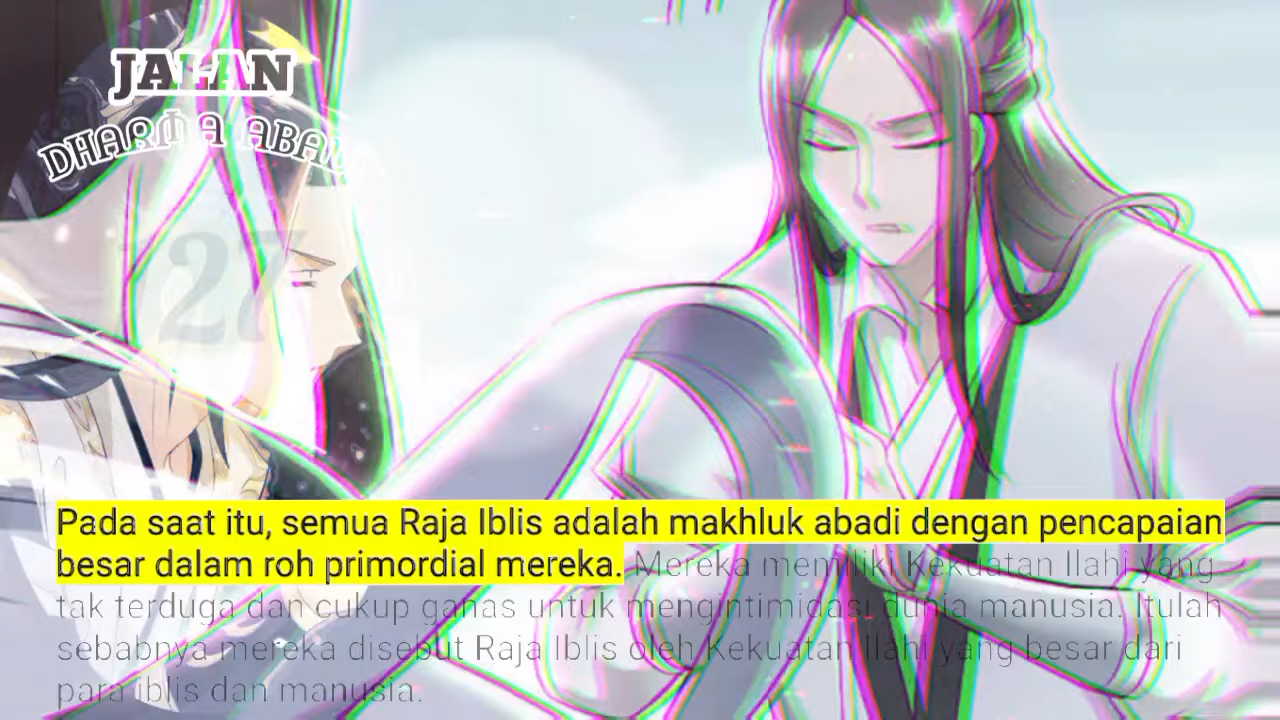 JALAN
DHARMA ABADI
727
Pada saat itu, semua Raja Iblis adalah makhluk abadi dengan pencapaian
besar dalam roh primordial mereka. Mereka memiliki Kekuatan Ilahi yang
tak terduga dan cukup ganas untuk mengintimidasi dunia manusia. Itulah
sebabnya mereka disebut Raja Iblis oleh Kekuatan Ilahi yang besar dari
para iblis dan manusia.